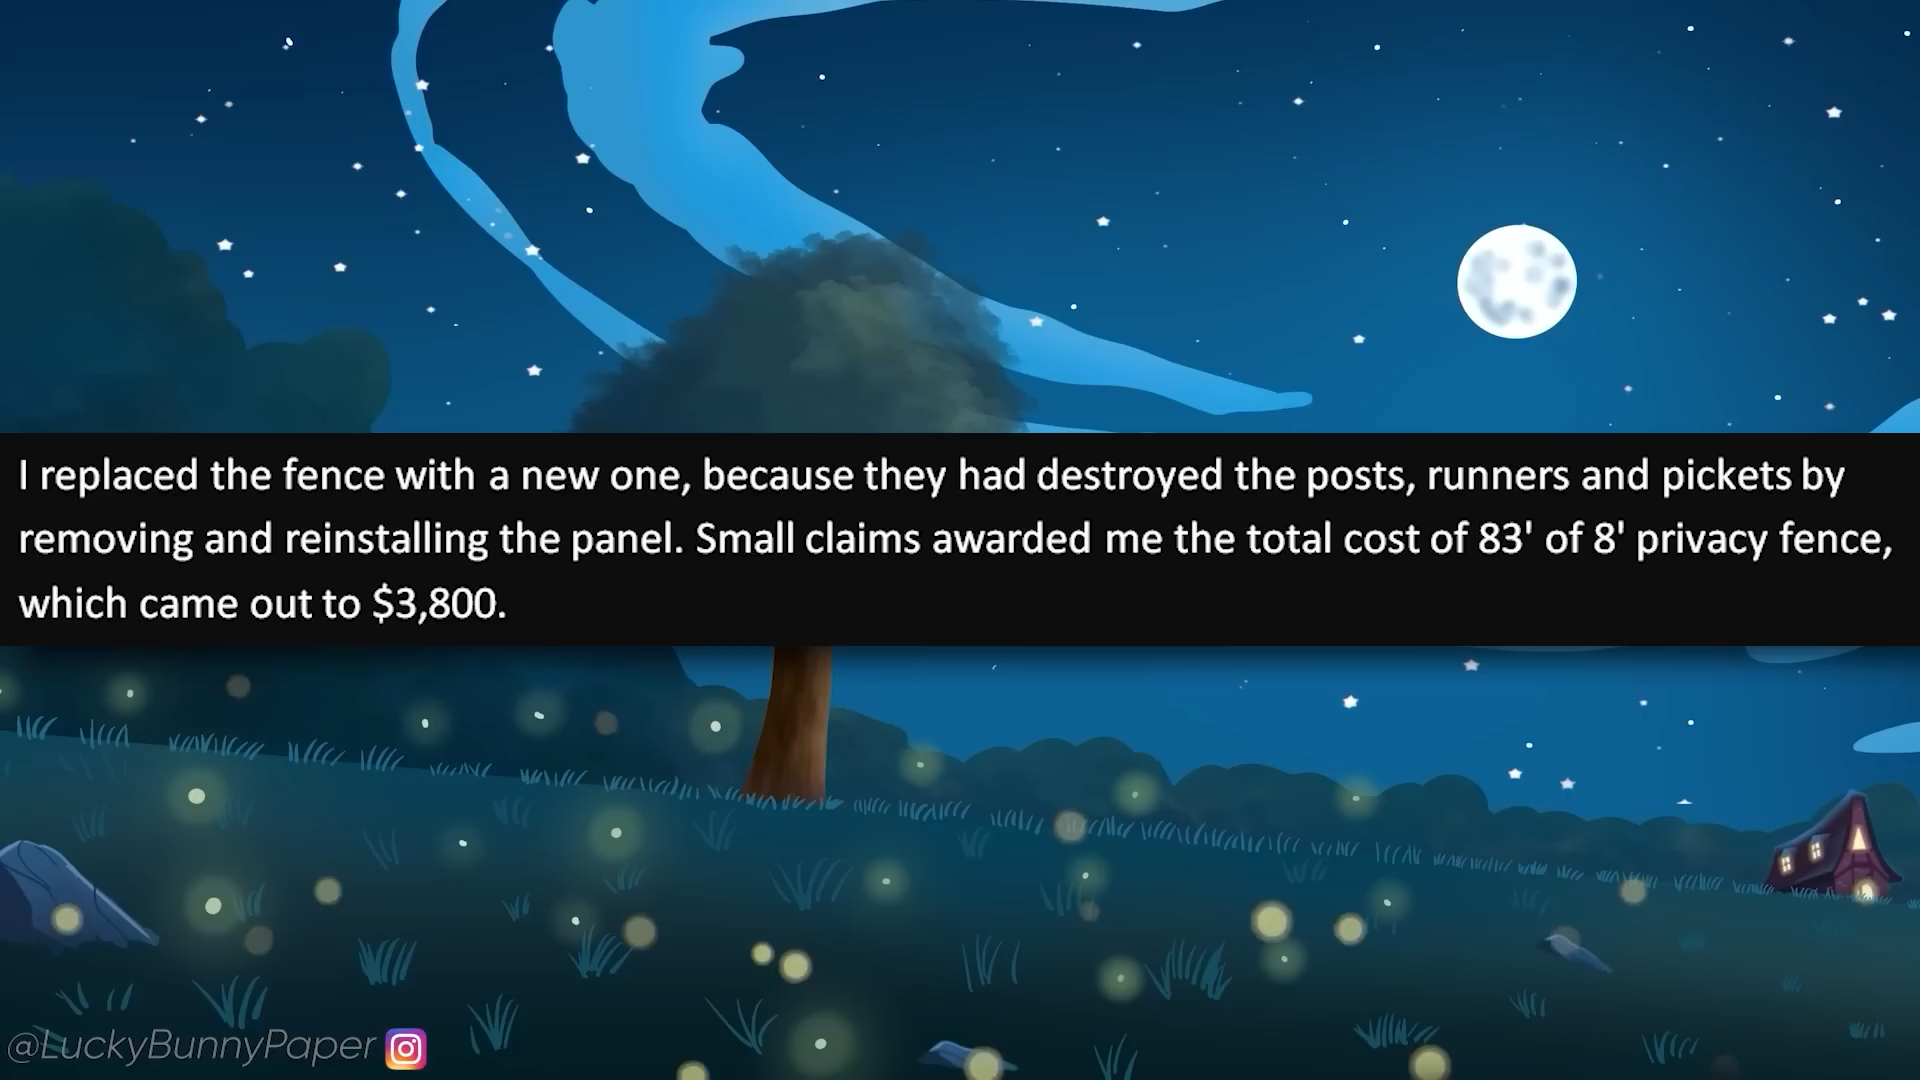 I replaced the fence with a new one, because they had destroyed the posts, runners and pickets by
removing and reinstalling the panel. Small claims awarded me the total cost of 83' of 8' privacy fence,
which came out to $3,800.
@LuckyBunnyPaper